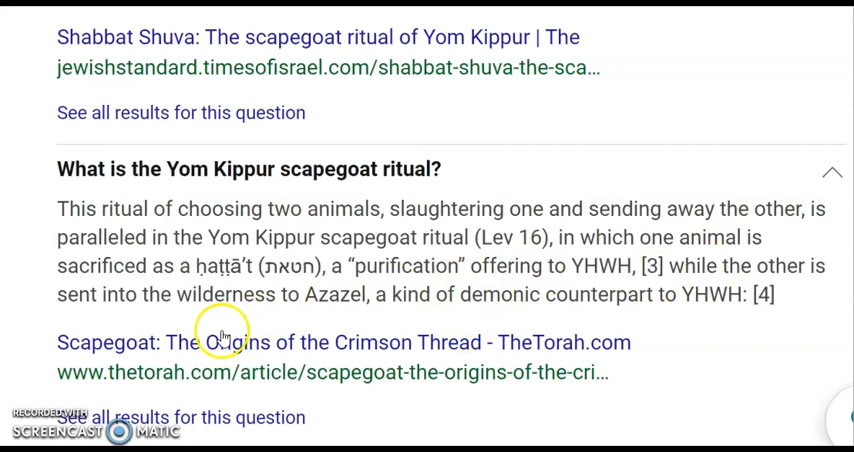 Shabbat Shuva: The scapegoat ritual of Yom Kippur | The
jewishstandard.timesofisrael.com/shabbat-shuva-the-sca...
See all results for this question
What is the Yom Kippur scapegoat ritual?
This ritual of choosing two animals, slaughtering one and sending away the other, is
paralleled in the Yom Kippur scapegoat ritual (Lev 16), in which one animal is
sacrificed as a ḥaṭṭā’t (חטאת), a “purification” offering to YHWH, [3] while the other is
sent into the wilderness to Azazel, a kind of demonic counterpart to YHWH: [4]
Scapegoat: The Origins of the Crimson Thread - TheTorah.com
www.thetorah.com/article/scapegoat-the-origins-of-the-cri...
See all results for this question
RECORDED WITH
SCREENCAST MATIC